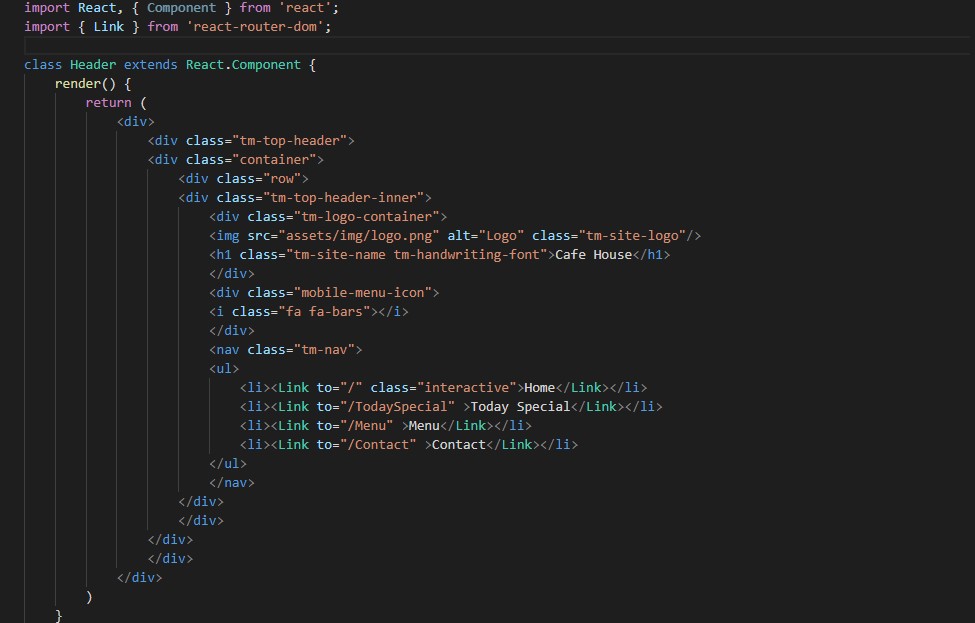 import React, { Component } from 'react';
import { Link } from 'react-router-dom';
class Header extends React.Component {
    render() {
        return (
            <div>
                <div class="tm-top-header">
                <div class="container">
                    <div class="row">
                    <div class="tm-top-header-inner">
                        <div class="tm-logo-container">
                        <img src="assets/img/logo.png" alt="Logo" class="tm-site-logo"/>
                        <h1 class="tm-site-name tm-handwriting-font">Cafe House</h1>
                        </div>
                        <div class="mobile-menu-icon">
                        <i class="fa fa-bars"></i>
                        </div>
                        <nav class="tm-nav">
                        <ul>
                            <li><Link to="/" class="interactive">Home</Link></li>
                            <li><Link to="/TodaySpecial" >Today Special</Link></li>
                            <li><Link to="/Menu" >Menu</Link></li>
                            <li><Link to="/Contact" >Contact</Link></li>
                        </ul>
                        </nav>
                    </div>
                    </div>
                </div>
                </div>
            </div>
        )
    }